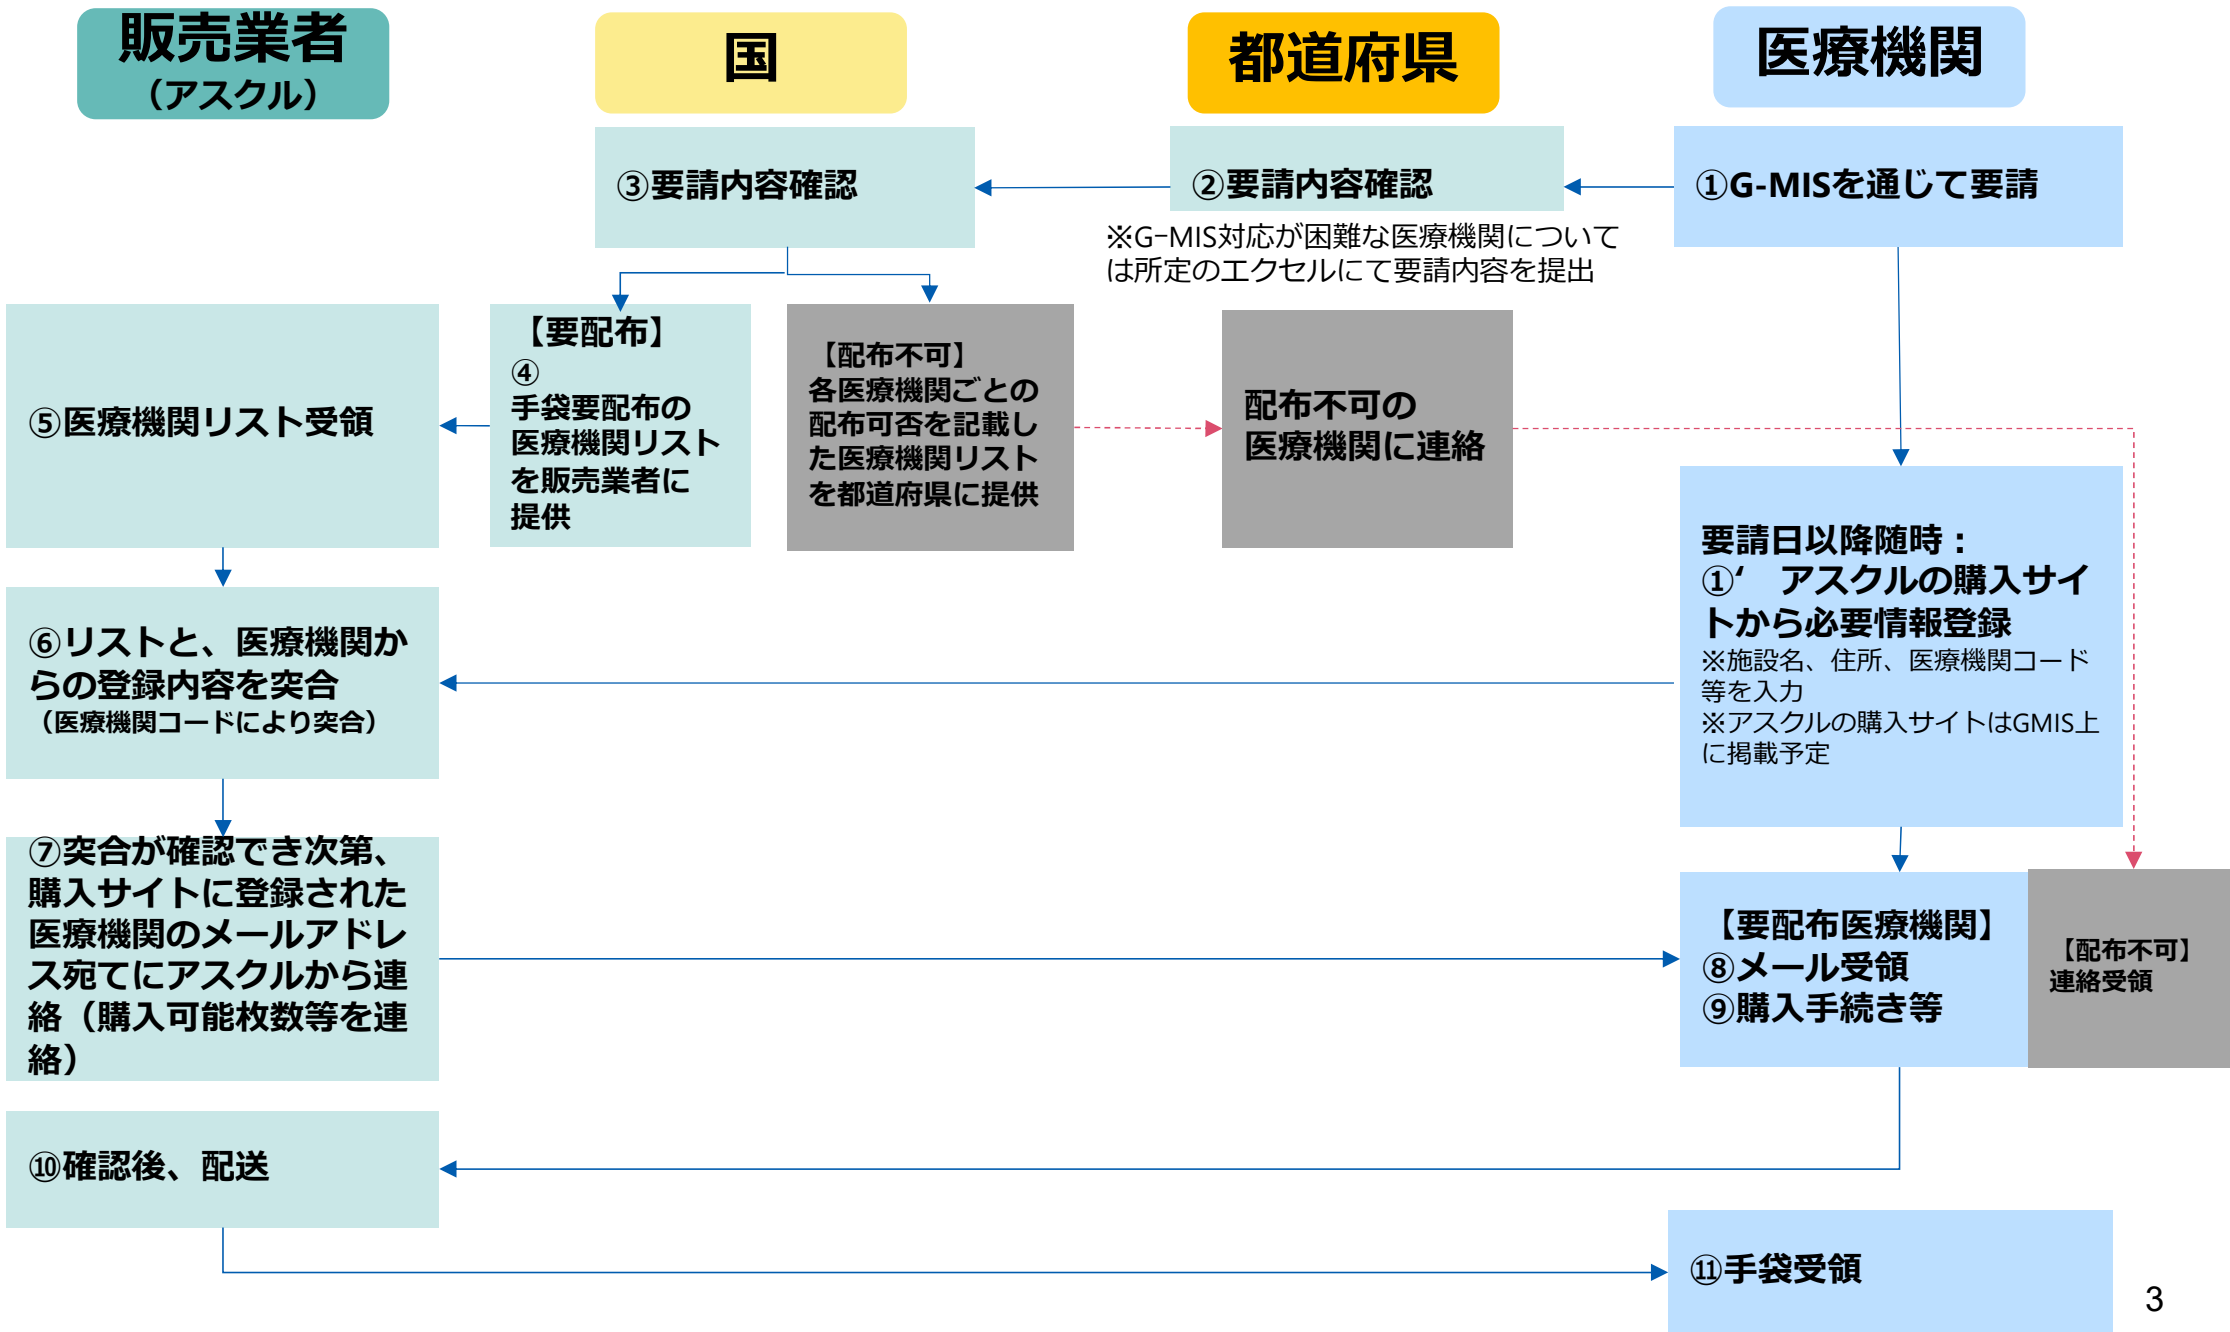 販売業者
（アスクル）
国
都道府県
医療機関
③要請内容確認
②要請内容確認
①G-MISを通じて要請
※G-MIS対応が困難な医療機関について
は所定のエクセルにて要請内容を提出
⑤医療機関リスト受領
【要配布】
④
手袋要配布の
医療機関リスト
を販売業者に
提供
【配布不可】
各医療機関ごとの
配布可否を記載し
た医療機関リスト
を都道府県に提供
配布不可の
医療機関に連絡
要請日以降随時：
①‘　アスクルの購入サイ
トから必要情報登録
※施設名、住所、医療機関コード
等を入力
※アスクルの購入サイトはGMIS上
に掲載予定
⑥リストと、医療機関か
らの登録内容を突合
（医療機関コードにより突合）
⑦突合が確認でき次第、
購入サイトに登録された
医療機関のメールアドレ
ス宛てにアスクルから連
絡（購入可能枚数等を連
絡）
【要配布医療機関】
⑧メール受領
⑨購入手続き等
【配布不可】
連絡受領
⑩確認後、配送
⑪手袋受領
3